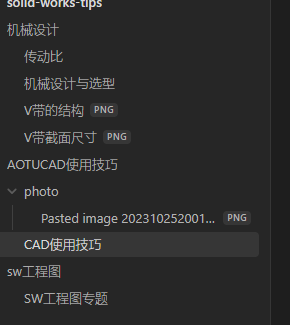 solid-works-tips
机械设计
传动比
机械设计与选型
V带的结构 PNG
V带截面尺寸 PNG
AOTUCAD使用技巧
photo
Pasted image 202310252001... PNG
CAD使用技巧
sw工程图
SW工程图专题